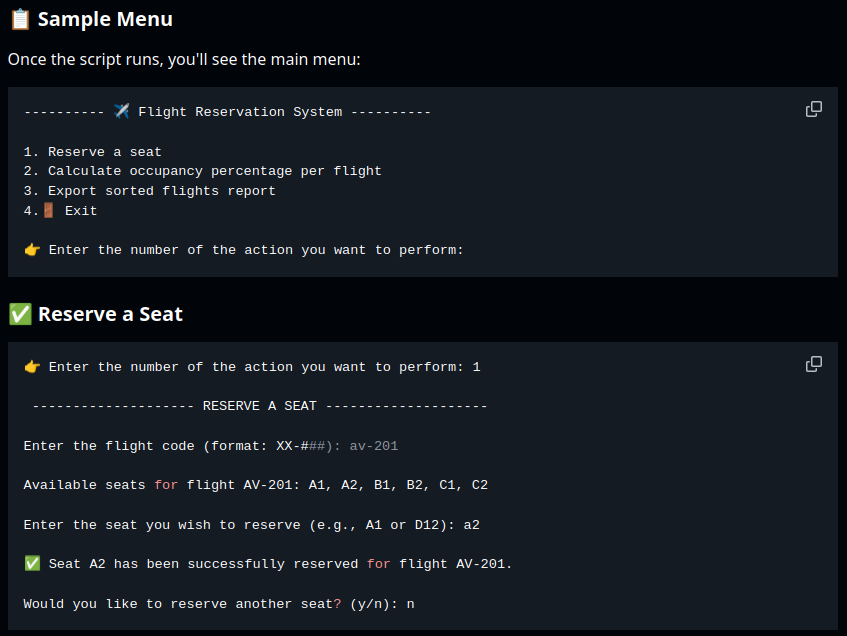 📋 Sample Menu
Once the script runs, you'll see the main menu:
---------- ✈️ Flight Reservation System ----------
1. Reserve a seat
2. Calculate occupancy percentage per flight
3. Export sorted flights report
4.🚪 Exit
👉 Enter the number of the action you want to perform:
✅ Reserve a Seat
👉 Enter the number of the action you want to perform: 1
-------------------- RESERVE A SEAT --------------------
Enter the flight code (format: XX-###): av-201
Available seats for flight AV-201: A1, A2, B1, B2, C1, C2
Enter the seat you wish to reserve (e.g., A1 or D12): a2
✅ Seat A2 has been successfully reserved for flight AV-201.
Would you like to reserve another seat? (y/n): n